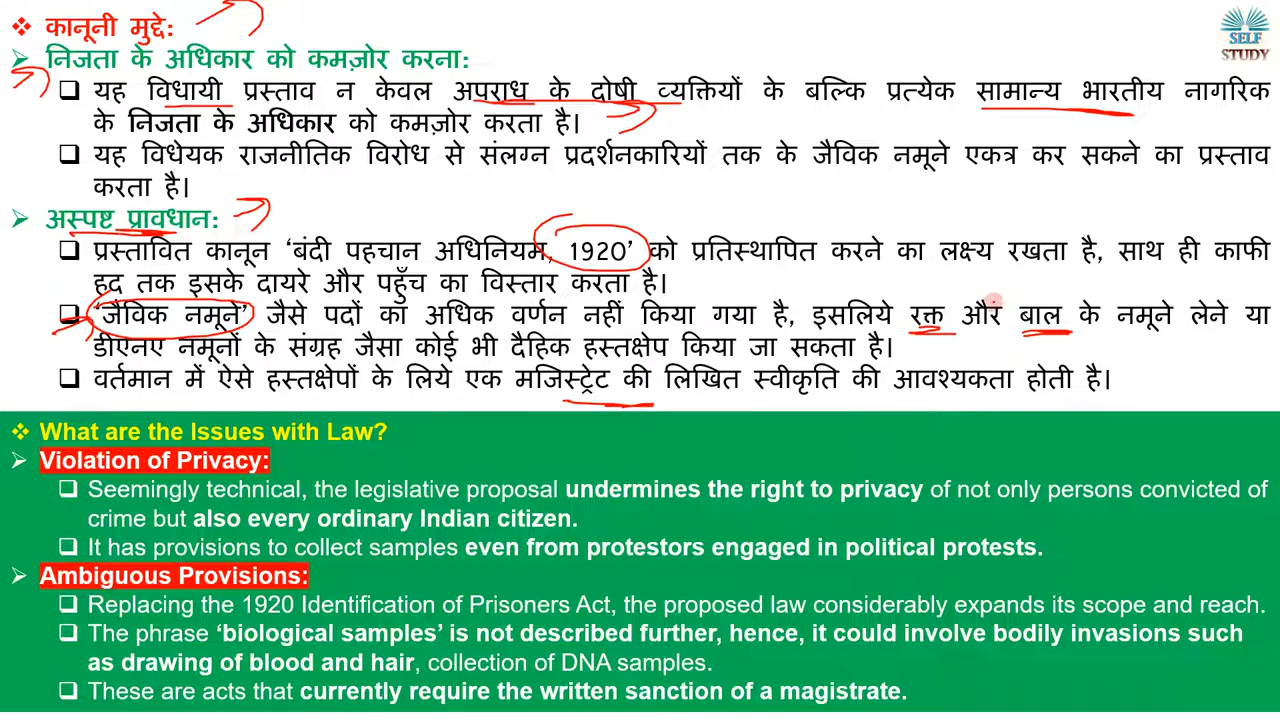 ❖ कानूनी मुद्दे:
SELF
STUDY
➢ निजता के अधिकार को कमज़ोर करना:
❑ यह विधायी प्रस्ताव न केवल अपराध के दोषी व्यक्तियों के बल्कि प्रत्येक सामान्य भारतीय नागरिक
के निजता के अधिकार को कमज़ोर करता है।
❑ यह विधेयक राजनीतिक विरोध से संलग्न प्रदर्शनकारियों तक के जैविक नमूने एकत्र कर सकने का प्रस्ताव
करता है।
➢ अस्पष्ट प्रावधान:
❑ प्रस्तावित कानून ‘बंदी पहचान अधिनियम, 1920’ को प्रतिस्थापित करने का लक्ष्य रखता है, साथ ही काफी
हद तक इसके दायरे और पहुँच का विस्तार करता है।
❑ ‘जैविक नमूने’ जैसे पदों का अधिक वर्णन नहीं किया गया है, इसलिये रक्त और बाल के नमूने लेने या
डीएनए नमूनों के संग्रह जैसा कोई भी दैहिक हस्तक्षेप किया जा सकता है।
❑ वर्तमान में ऐसे हस्तक्षेपों के लिये एक मजिस्ट्रेट की लिखित स्वीकृति की आवश्यकता होती है।
❖ What are the Issues with Law?
➢ Violation of Privacy:
❑ Seemingly technical, the legislative proposal undermines the right to privacy of not only persons convicted of
crime but also every ordinary Indian citizen.
❑ It has provisions to collect samples even from protestors engaged in political protests.
➢ Ambiguous Provisions:
❑ Replacing the 1920 Identification of Prisoners Act, the proposed law considerably expands its scope and reach.
❑ The phrase ‘biological samples’ is not described further, hence, it could involve bodily invasions such
as drawing of blood and hair, collection of DNA samples.
❑ These are acts that currently require the written sanction of a magistrate.